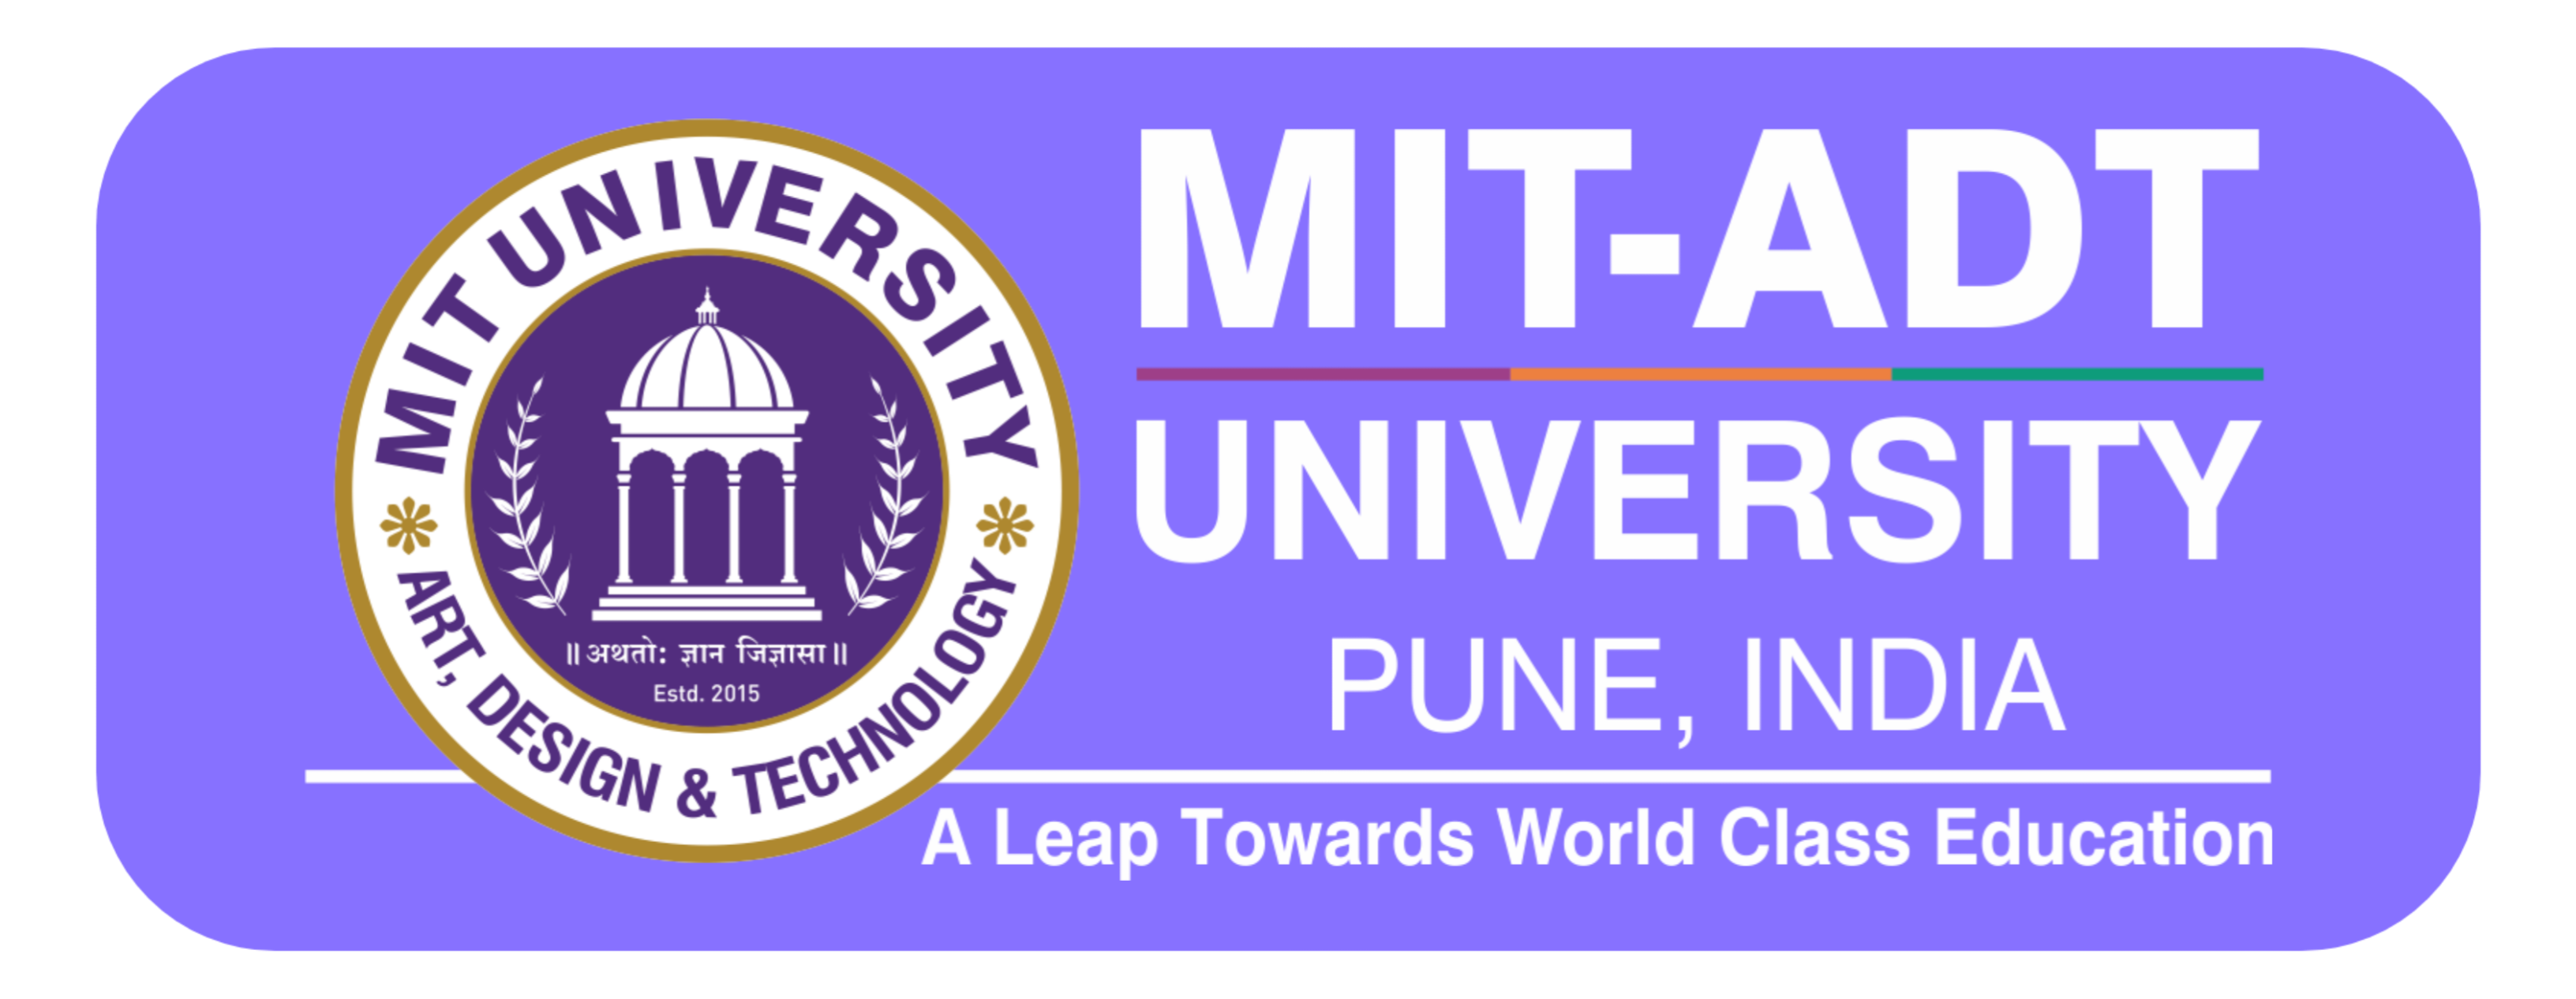 MIT UNIVERSITY
ART, DESIGN & TECHNOLOGY
॥ अथतो: ज्ञान जिज्ञासा ॥
Estd. 2015
MIT-ADT
UNIVERSITY
PUNE, INDIA
A Leap Towards World Class Education